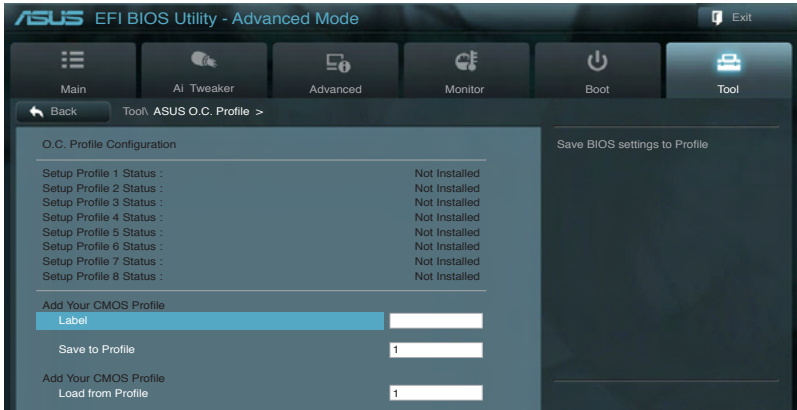 ASUS EFI BIOS Utility - Advanced Mode
Exit
Main
Ai Tweaker
Advanced
Monitor
Boot
Tool
Back
Tool\ ASUS O.C. Profile >
O.C. Profile Configuration
Save BIOS settings to Profile
Setup Profile 1 Status : Not Installed
Setup Profile 2 Status : Not Installed
Setup Profile 3 Status : Not Installed
Setup Profile 4 Status : Not Installed
Setup Profile 5 Status : Not Installed
Setup Profile 6 Status : Not Installed
Setup Profile 7 Status : Not Installed
Setup Profile 8 Status : Not Installed
Add Your CMOS Profile
Label
Save to Profile 1
Add Your CMOS Profile
Load from Profile 1